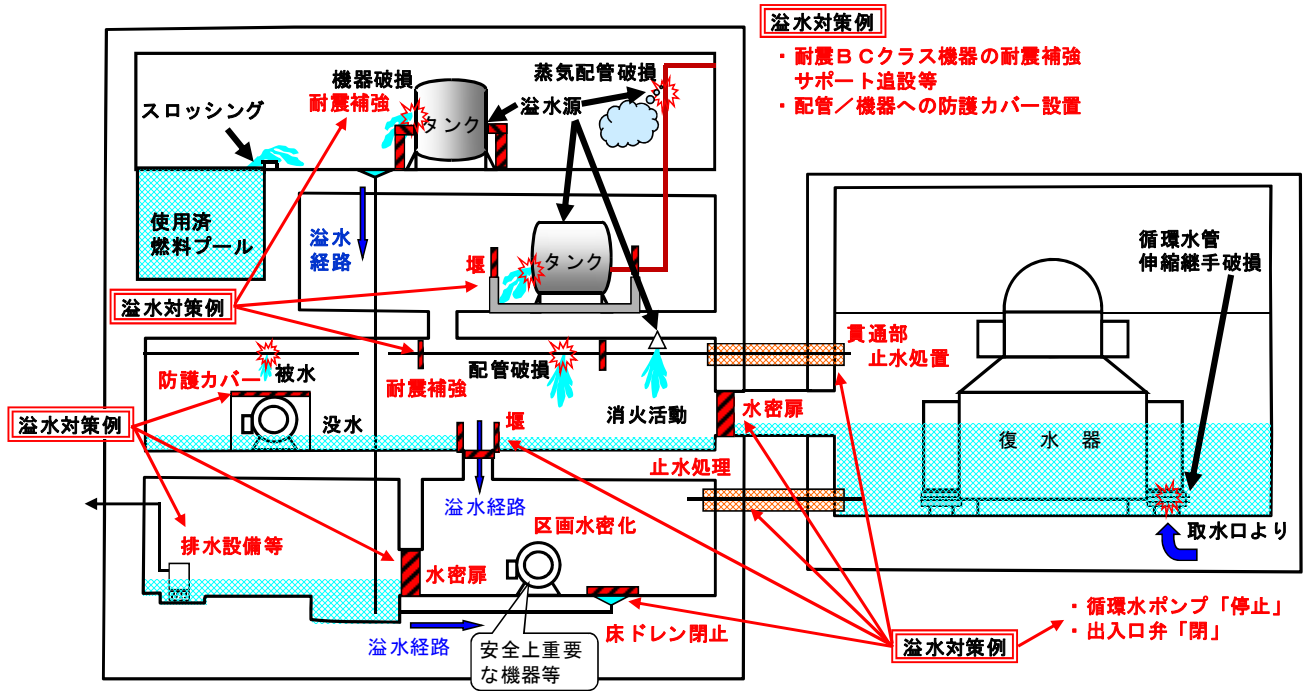 溢水対策例
・耐震BCクラス機器の耐震補強
サポート追設等
・配管／機器への防護カバー設置
機器破損
耐震補強
蒸気配管破損
スロッシング
タンク
溢水源
使用済
燃料プール
溢水
経路
堰
タンク
循環水管
伸縮継手破損
溢水対策例
貫通部
止水処置
防護カバー
被水
耐震補強
配管破損
消火活動
溢水対策例
没水
堰
水密扉
復水器
止水処理
溢水経路
区画水密化
取水口より
排水設備等
水密扉
床ドレン閉止
溢水経路
安全上重要
な機器等
溢水対策例
・循環水ポンプ「停止」
・出入口弁「閉」